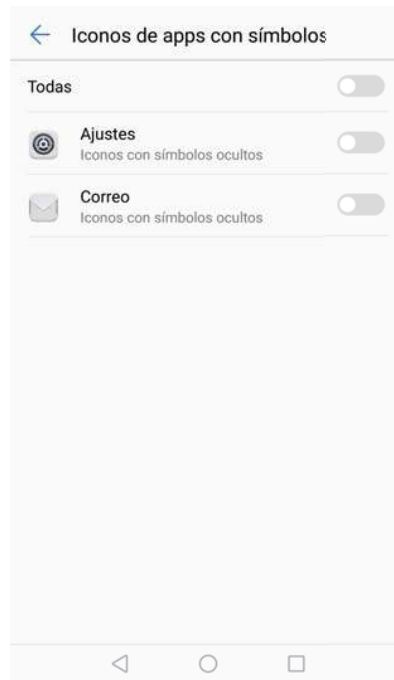 Iconos de apps con símbolos
Todas
Ajustes
Iconos con símbolos ocultos
Correo
Iconos con símbolos ocultos